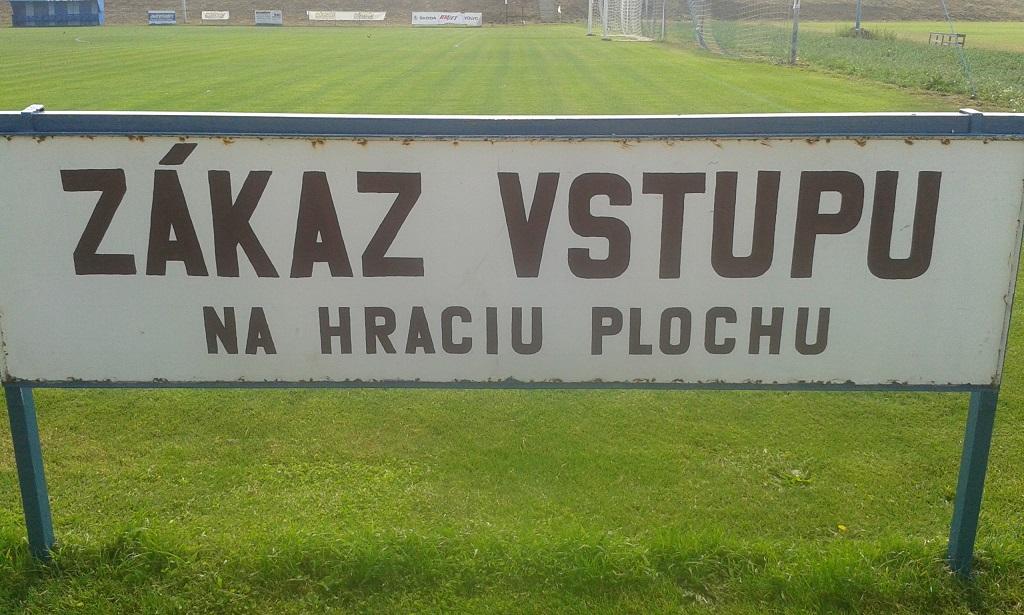 ZÁKAZ VSTUPU
NA HRACIU PLOCHU